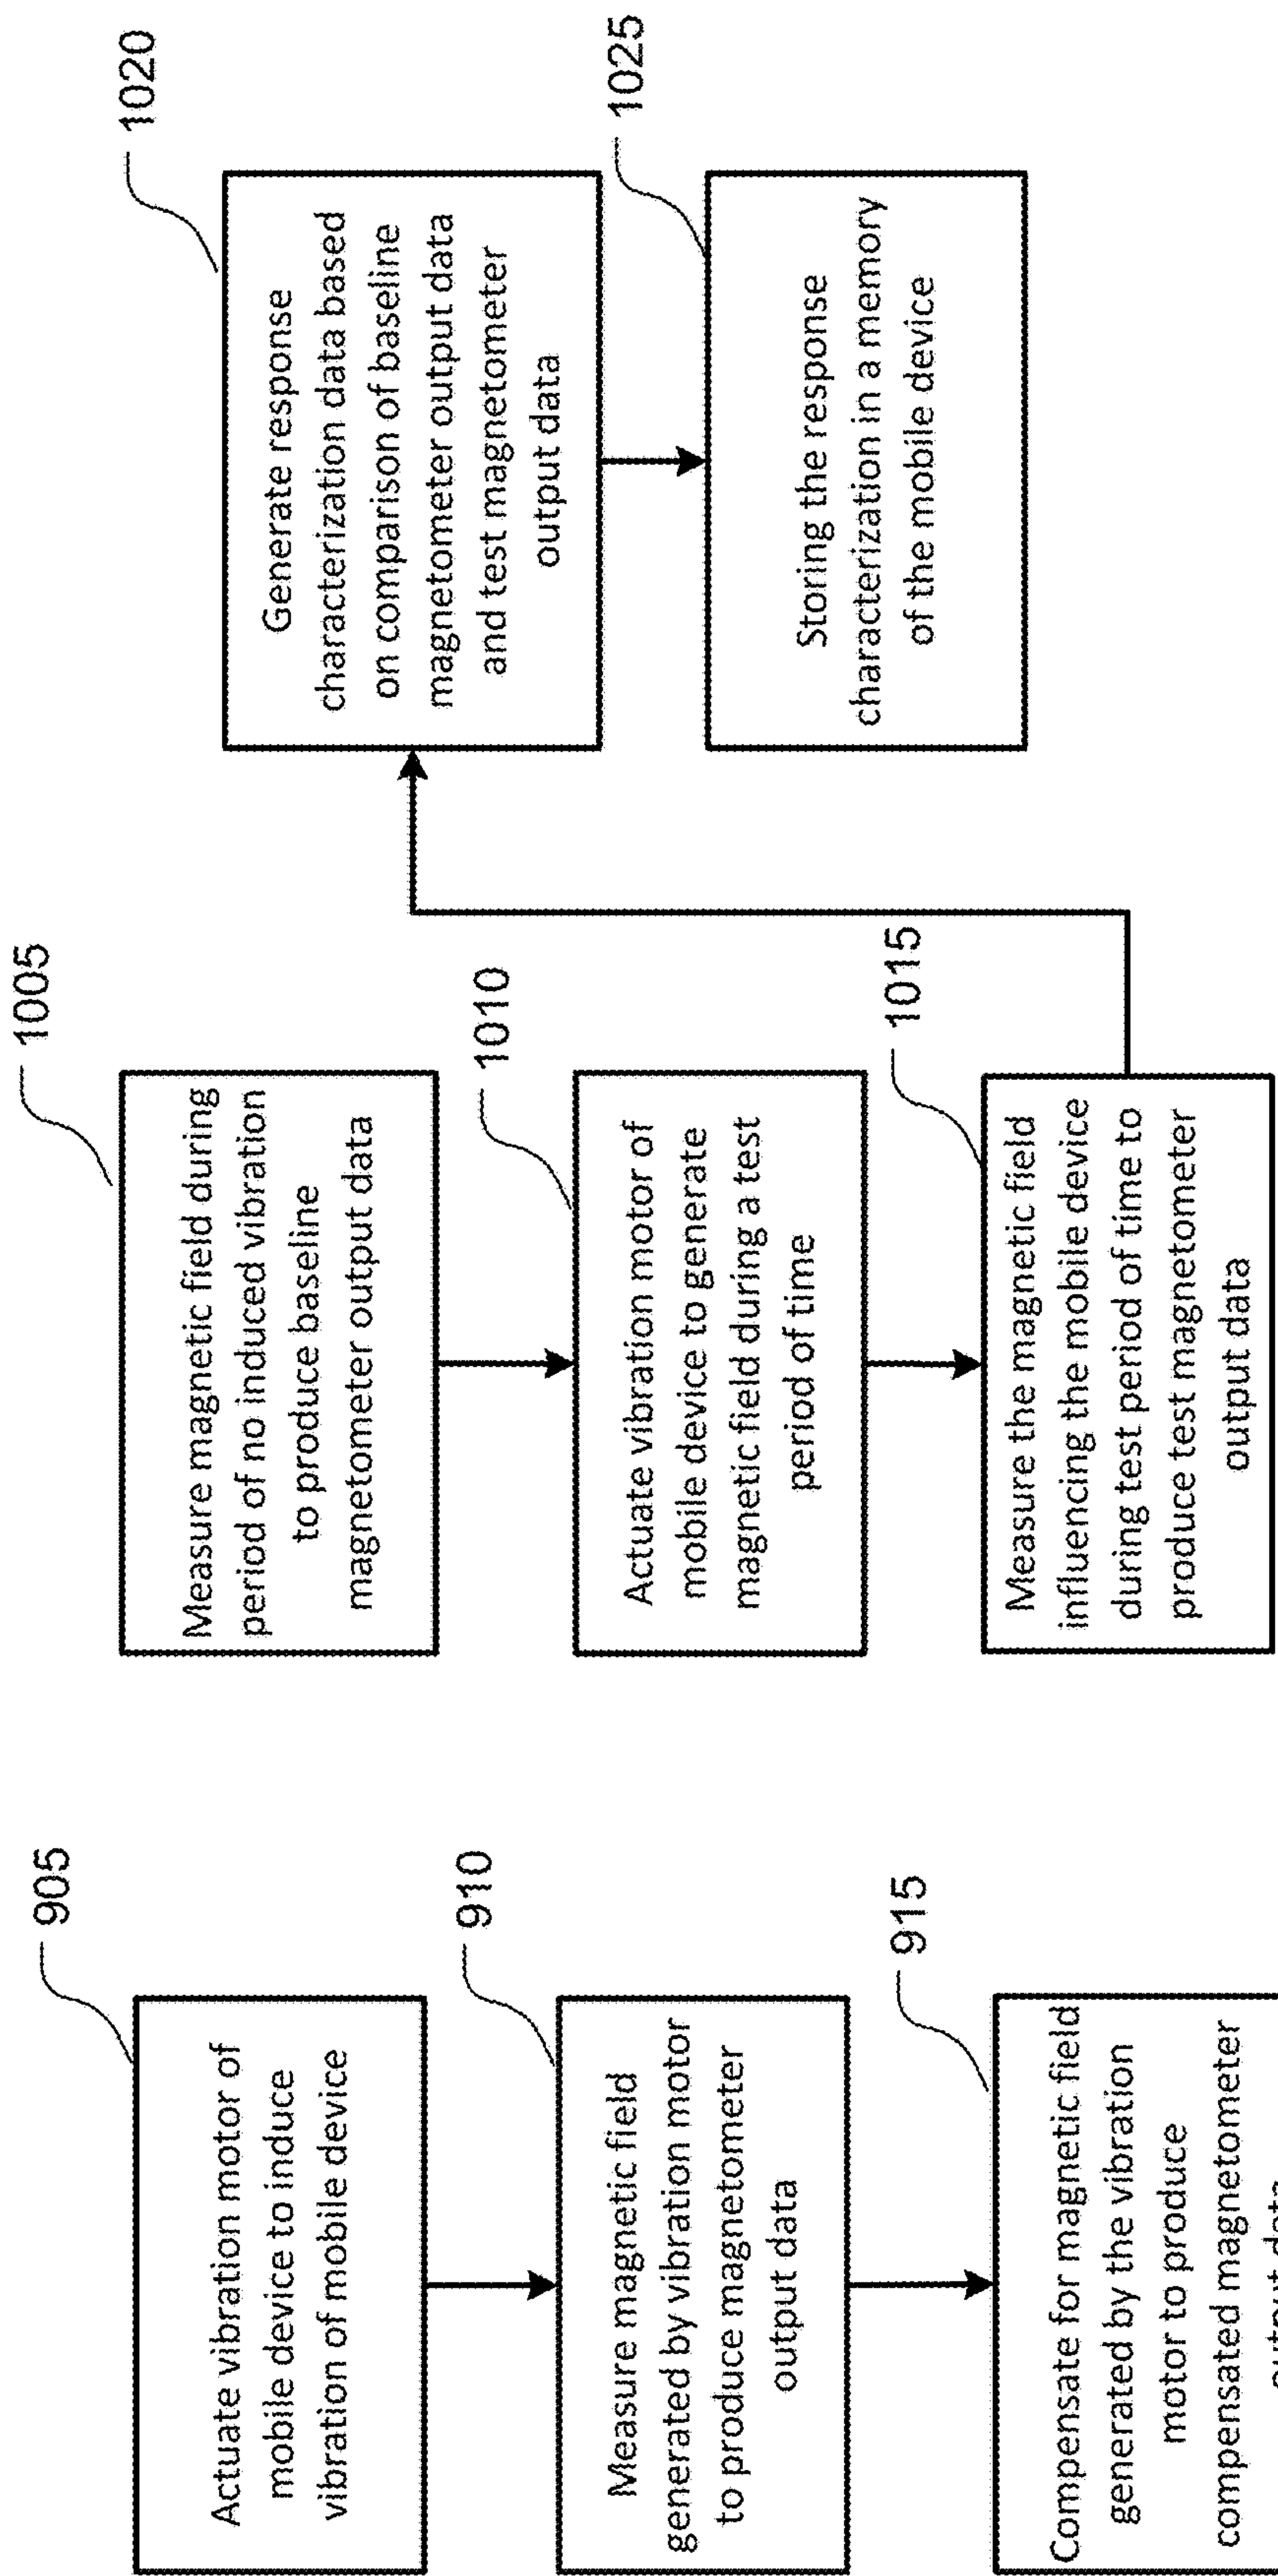 905
Actuate vibration motor of
mobile device to induce
vibration of mobile device
910
Measure magnetic field
generated by vibration motor
to produce magnetometer
output data
915
Compensate for magnetic field
generated by the vibration
motor to produce
compensated magnetometer
output data
1005
Measure magnetic field during
period of no induced vibration
to produce baseline
magnetometer output data
1010
Actuate vibration motor of
mobile device to generate
magnetic field during a test
period of time
1015
Measure the magnetic field
influencing the mobile device
during test period of time to
produce test magnetometer
output data
1020
Generate response
characterization data based
on comparison of baseline
magnetometer output data
and test magnetometer
output data
1025
Storing the response
characterization in a memory
of the mobile device